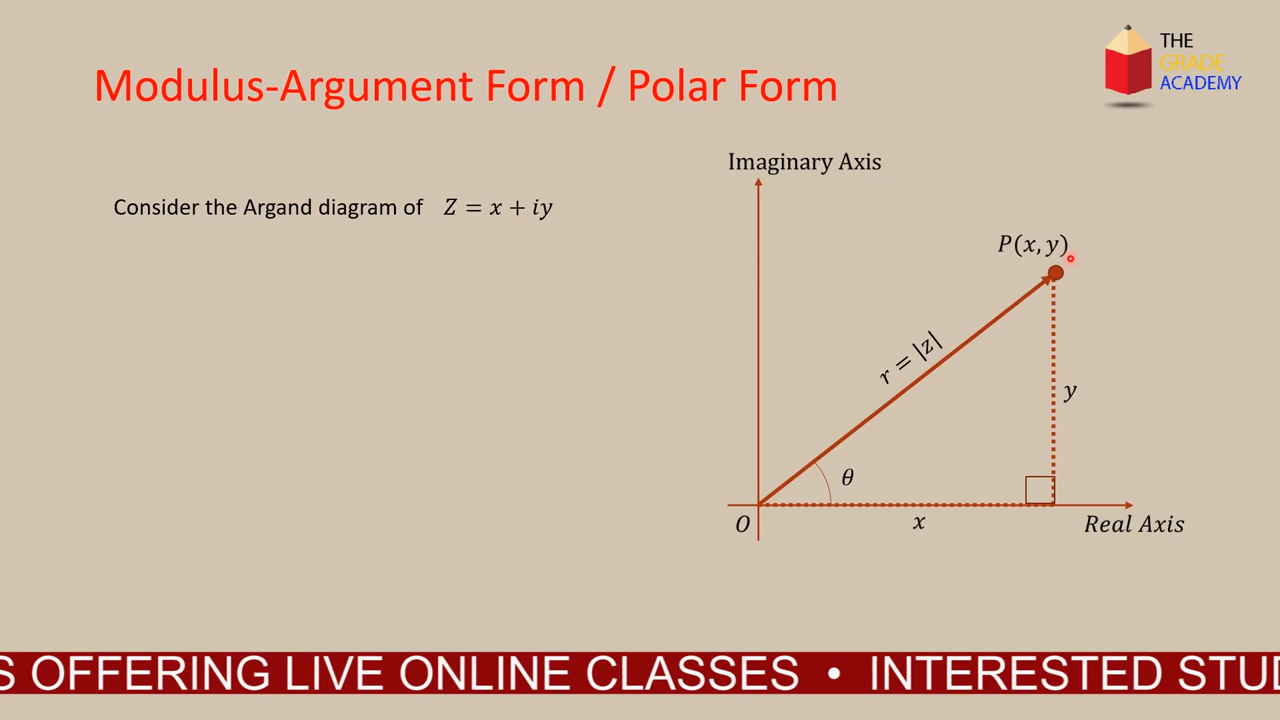 THE
GRADE
ACADEMY
Modulus-Argument Form / Polar Form
Imaginary Axis
Consider the Argand diagram of Z = x + iy
P(x, y)
r = |z|
y
θ
O
x
Real Axis
S OFFERING LIVE ONLINE CLASSES • INTERESTED STU